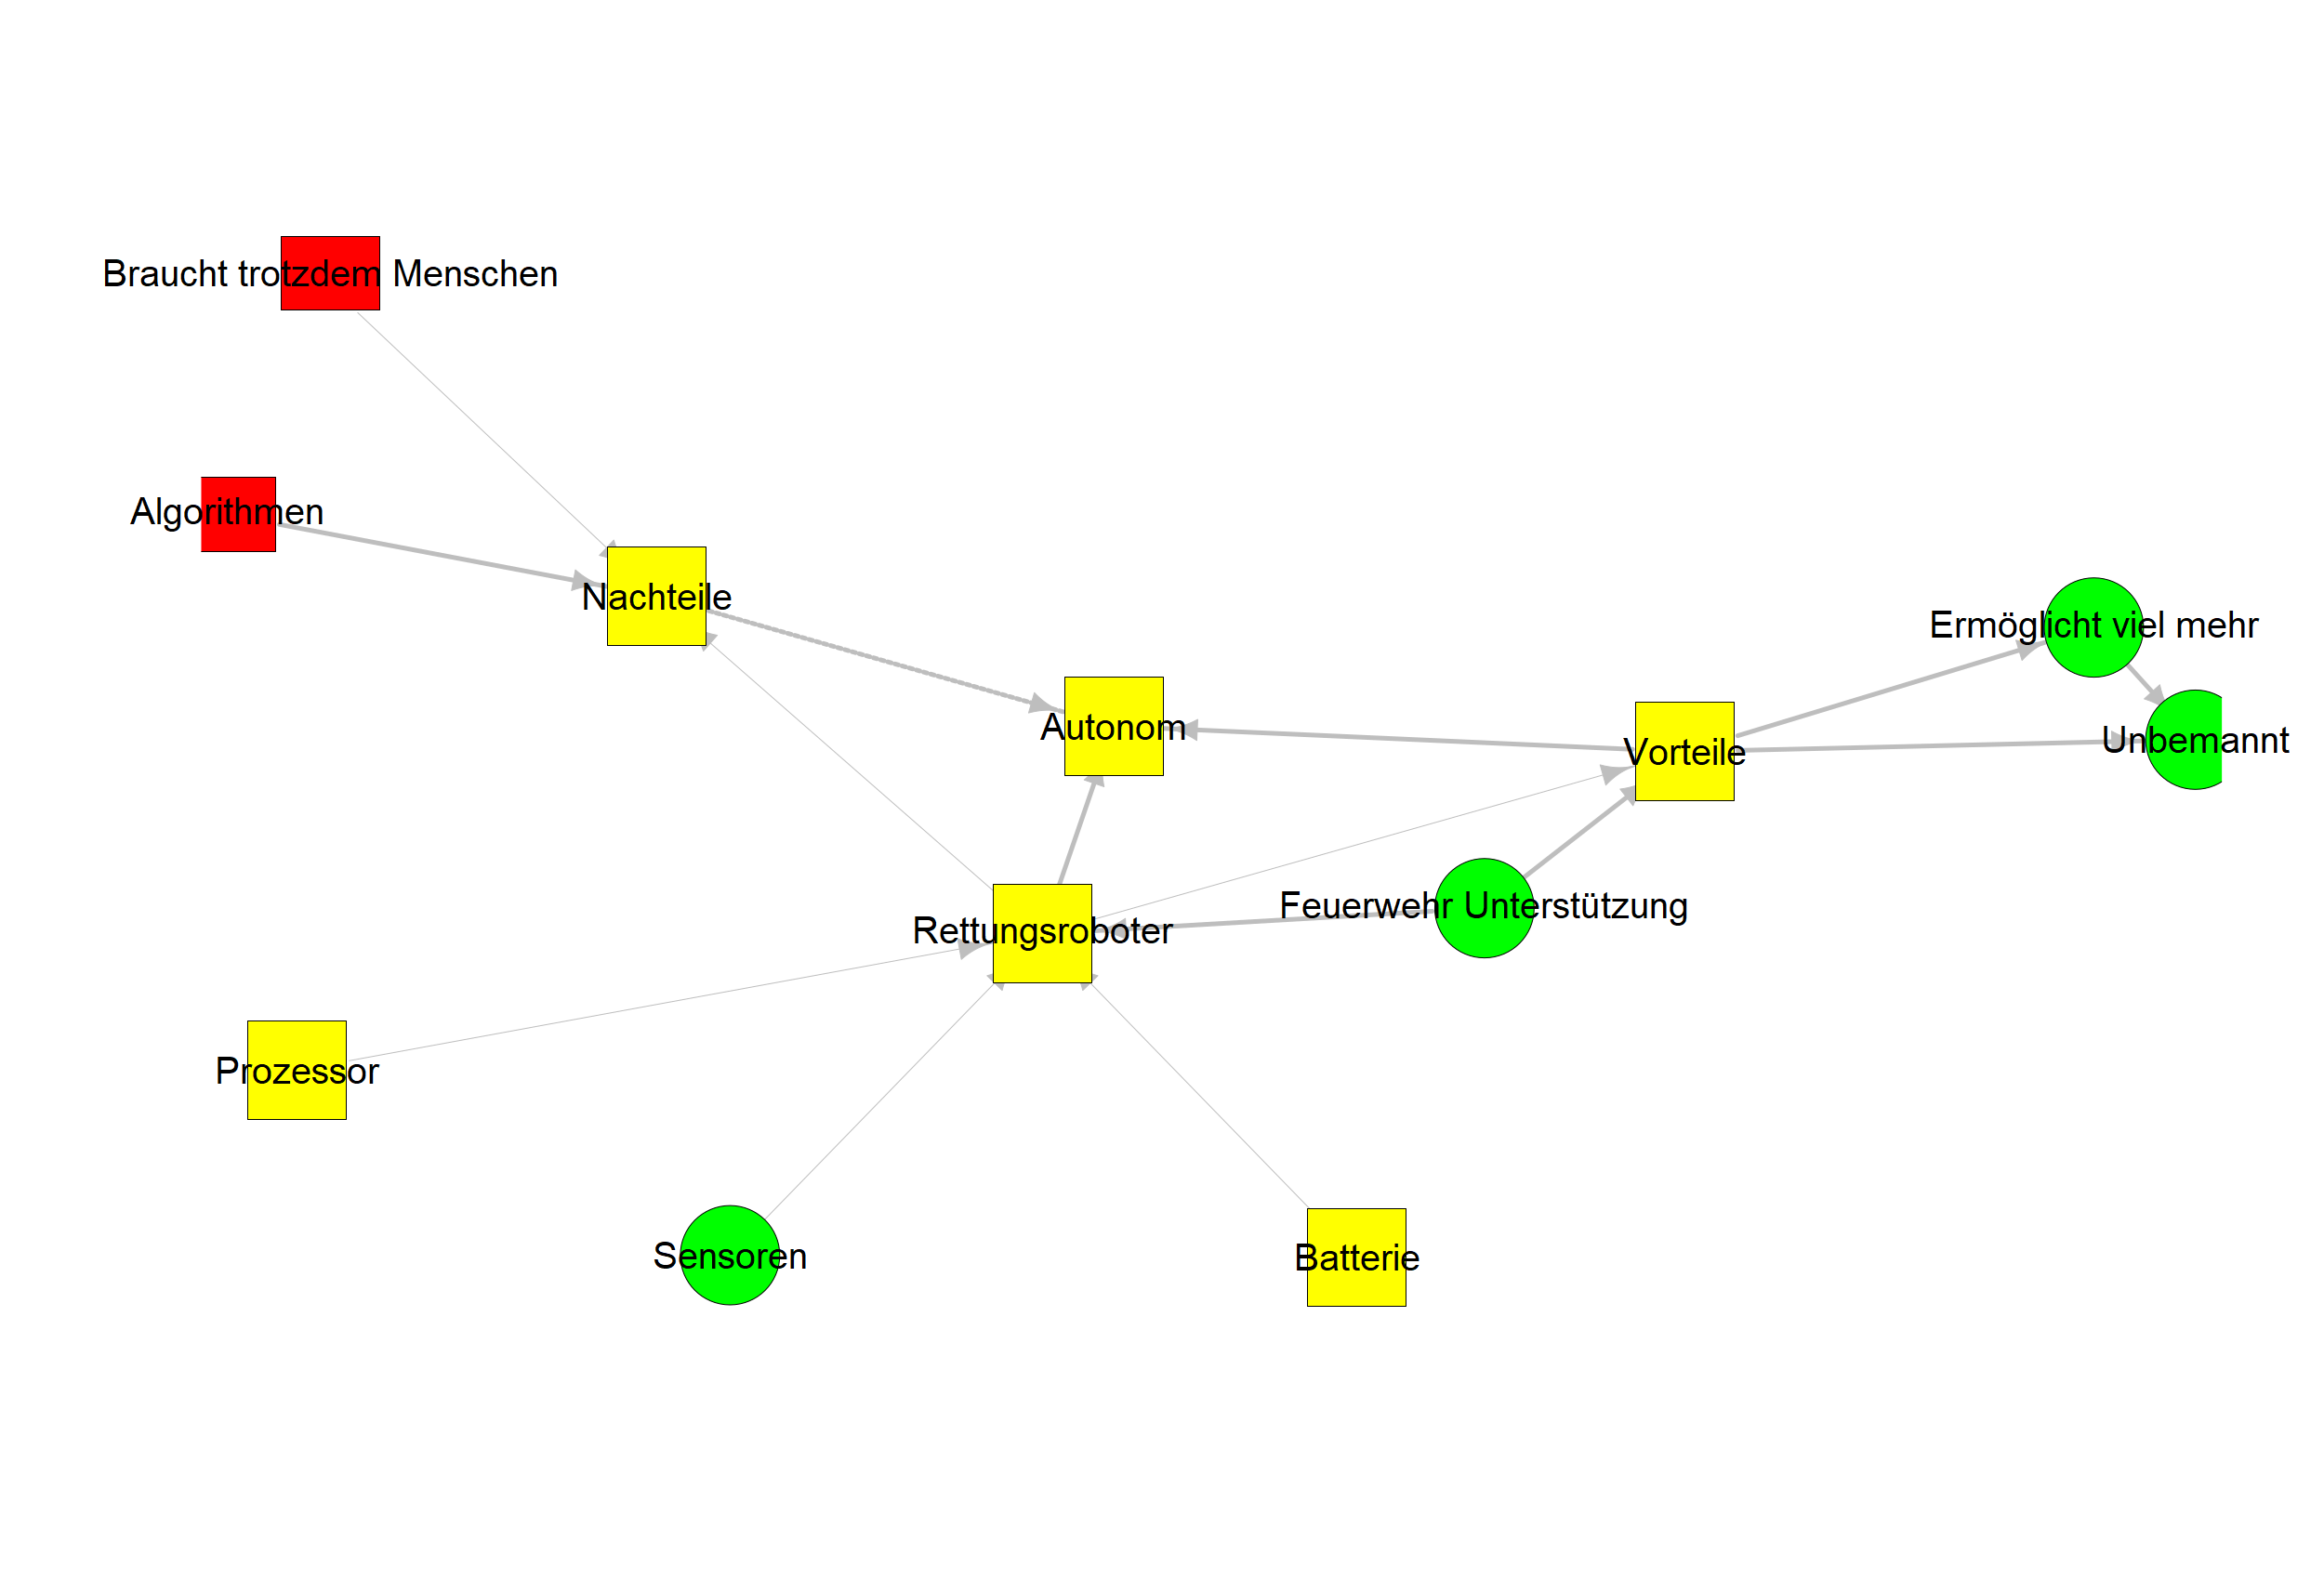 Braucht trotzdem Menschen
Algorithmen
Nachteile
Ermöglicht viel mehr
Autonom
Vorteile
Unbemannt
Feuerwehr Unterstützung
Rettungsroboter
Prozessor
Sensoren
Batterie